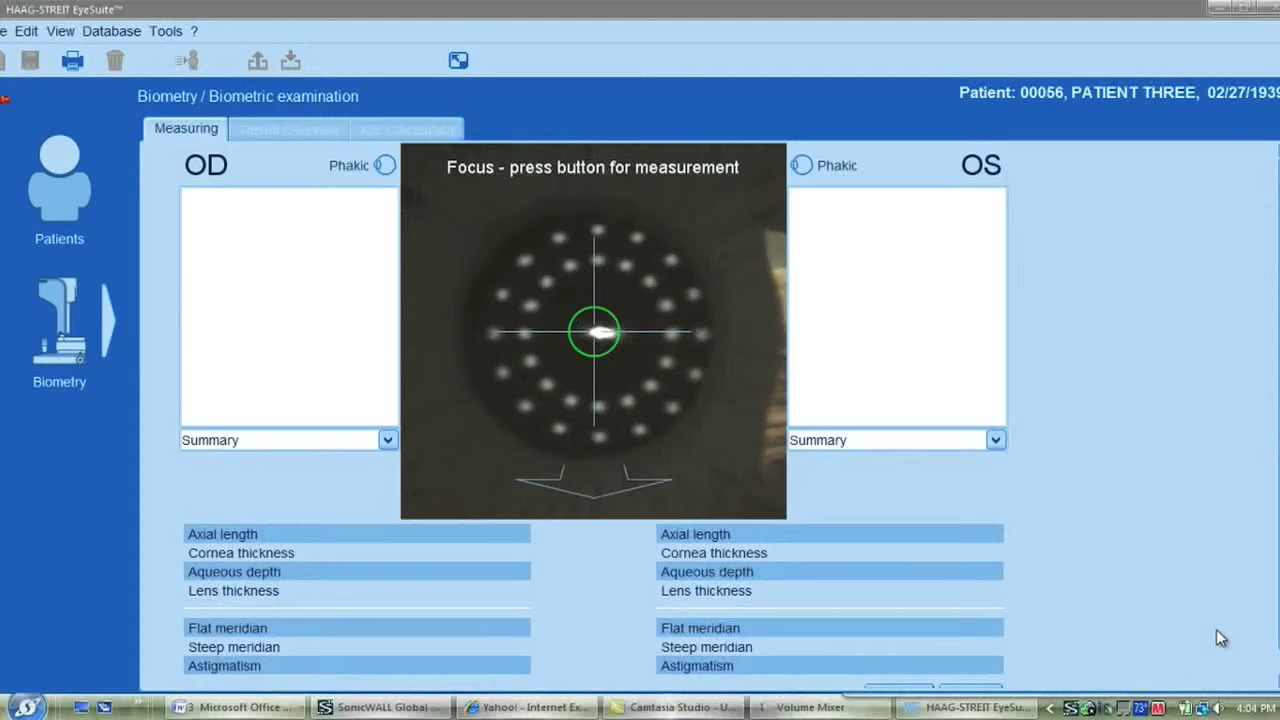 HAAG-STREIT EyeSuite™
e Edit View Database Tools ?
Biometry / Biometric examination
Patient: 00056, PATIENT THREE, 02/27/1939
Measuring
OD
Phakic
Focus - press button for measurement
Phakic
OS
Patients
Biometry
Summary
Summary
Axial length
Cornea thickness
Aqueous depth
Lens thickness
Flat meridian
Steep meridian
Astigmatism
Axial length
Cornea thickness
Aqueous depth
Lens thickness
Flat meridian
Steep meridian
Astigmatism
3 Microsoft Office ...
SonicWALL Global ...
Yahoo! - Internet Ex...
Camtasia Studio - U...
Volume Mixer
HAAG-STREIT EyeSu...
73°
4:04 PM